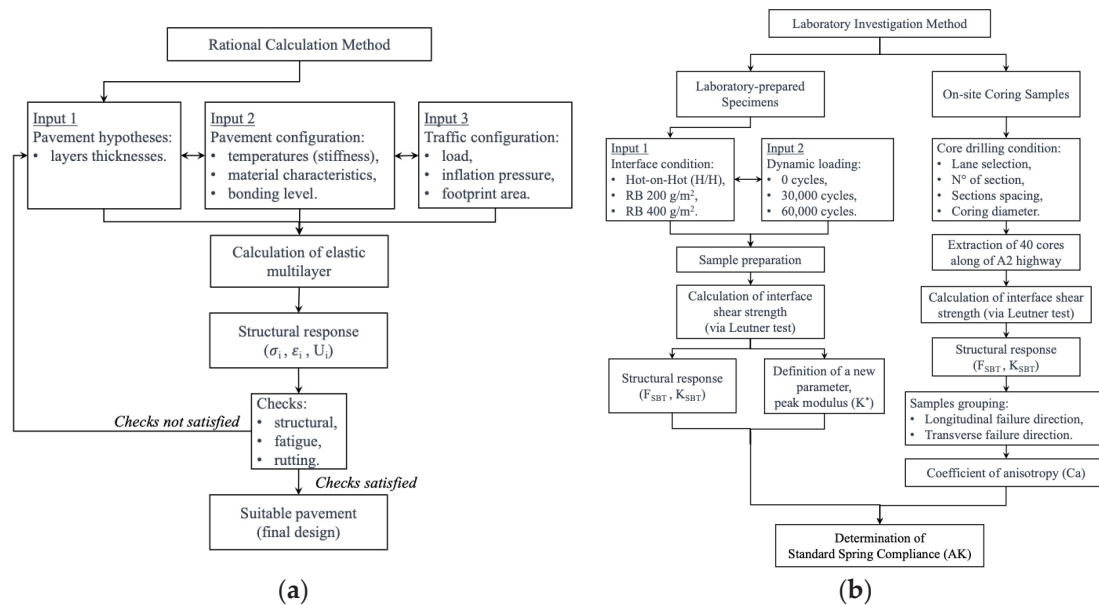 Rational Calculation Method
Input 1
Pavement hypotheses:
• layers thicknesses.
Input 2
Pavement configuration:
• temperatures (stiffness),
• material characteristics,
• bonding level.
Input 3
Traffic configuration:
• load,
• inflation pressure,
• footprint area.
Calculation of elastic
multilayer
Structural response
(σi , εi , Ui)
Checks:
• structural,
• fatigue,
• rutting.
Checks not satisfied
Checks satisfied
Suitable pavement
(final design)
(a)
Laboratory Investigation Method
Laboratory-prepared
Specimens
On-site Coring Samples
Input 1
Interface condition:
• Hot-on-Hot (H/H),
• RB 200 g/m²,
• RB 400 g/m².
Input 2
Dynamic loading:
• 0 cycles,
• 30,000 cycles,
• 60,000 cycles.
Core drilling condition:
• Lane selection,
• N° of section,
• Sections spacing,
• Coring diameter.
Sample preparation
Extraction of 40 cores
along of A2 highway
Calculation of interface
shear strength
(via Leutner test)
Calculation of interface shear
strength (via Leutner test)
Structural response
(FSBT , KSBT)
Definition of a new
parameter,
peak modulus (K*)
Structural response
(FSBT , KSBT)
Samples grouping:
• Longitudinal failure direction,
• Transverse failure direction.
Coefficient of anisotropy (Ca)
Determination of
Standard Spring Compliance (AK)
(b)